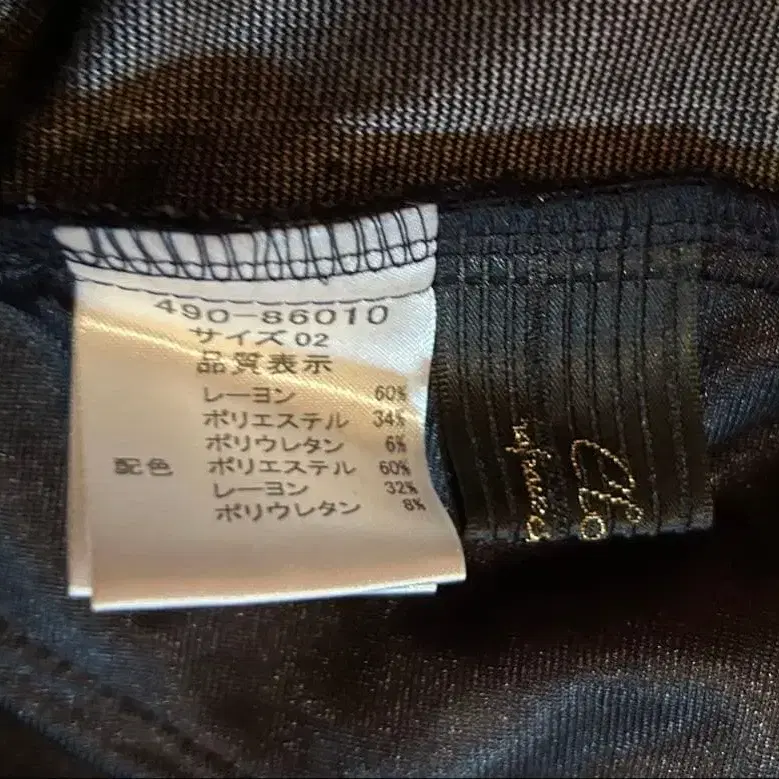 490-86010
サイズ02
品質表示
レーヨン 60%
ポリエステル 34%
ポリウレタン 6%
配色 ポリエステル 60%
レーヨン 32%
ポリウレタン 8%